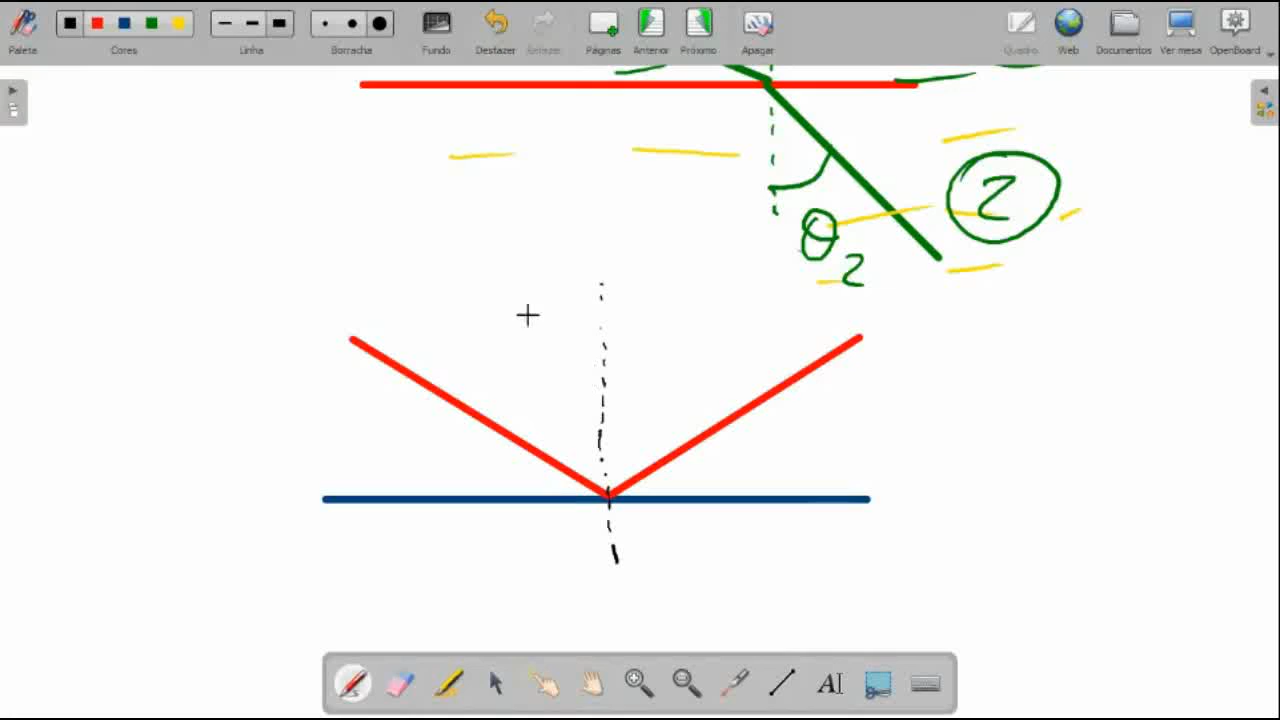 Paleta Cores Linha Borracha Fundo Desfazer Refazer Páginas Anterior Próximo Apagar Quadro Web Documentos Ver mesa OpenBoard
2
θ2
AI